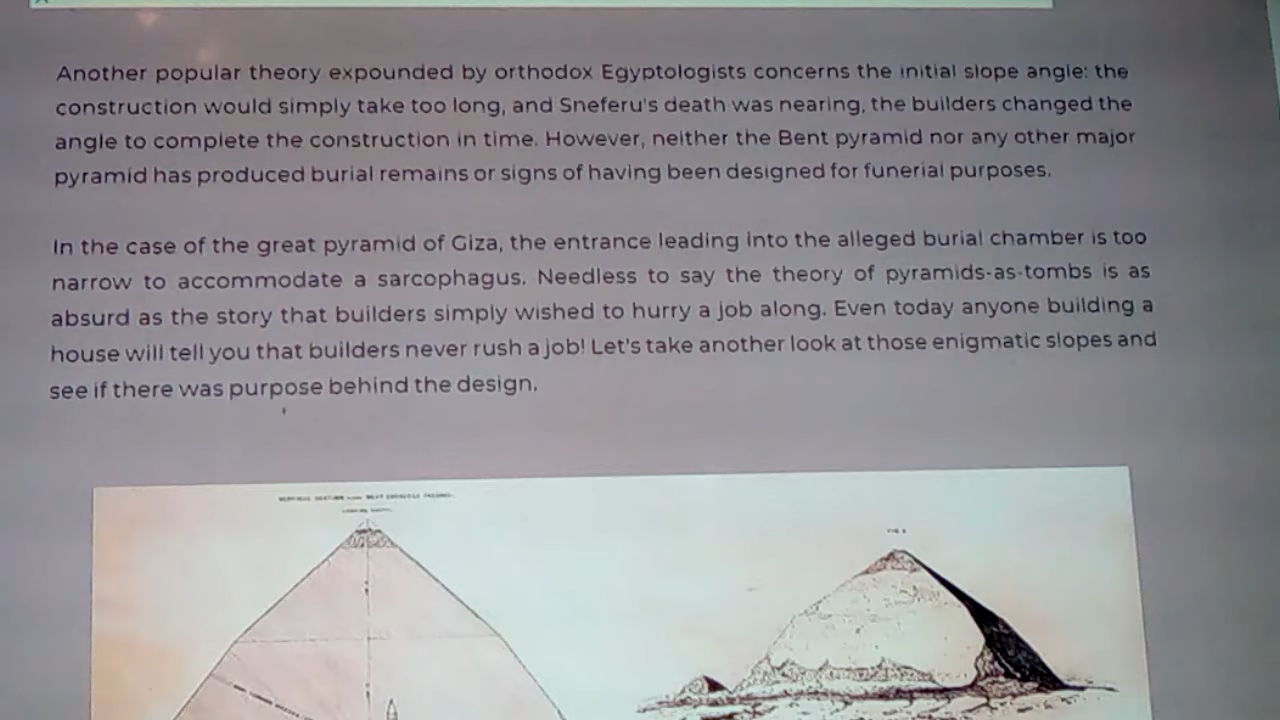 Another popular theory expounded by orthodox Egyptologists concerns the initial slope angle: the
construction would simply take too long, and Sneferu's death was nearing, the builders changed the
angle to complete the construction in time. However, neither the Bent pyramid nor any other major
pyramid has produced burial remains or signs of having been designed for funerial purposes.
In the case of the great pyramid of Giza, the entrance leading into the alleged burial chamber is too
narrow to accommodate a sarcophagus. Needless to say the theory of pyramids-as-tombs is as
absurd as the story that builders simply wished to hurry a job along. Even today anyone building a
house will tell you that builders never rush a job! Let's take another look at those enigmatic slopes and
see if there was purpose behind the design.